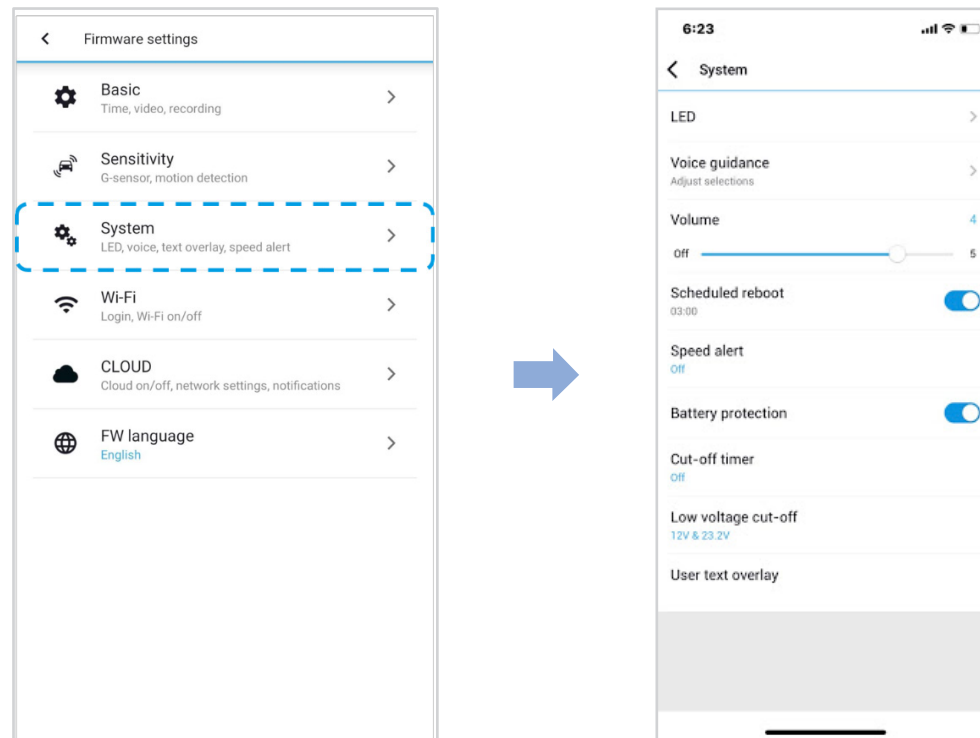 Firmware settings
Basic
Time, video, recording
Sensitivity
G-sensor, motion detection
System
LED, voice, text overlay, speed alert
Wi-Fi
Login, Wi-Fi on/off
CLOUD
Cloud on/off, network settings, notifications
FW language
English
6:23
System
LED
Voice guidance
Adjust selections
Volume 4
Off 5
Scheduled reboot
03:00
Speed alert
Off
Battery protection
Cut-off timer
Off
Low voltage cut-off
12V & 23.2V
User text overlay